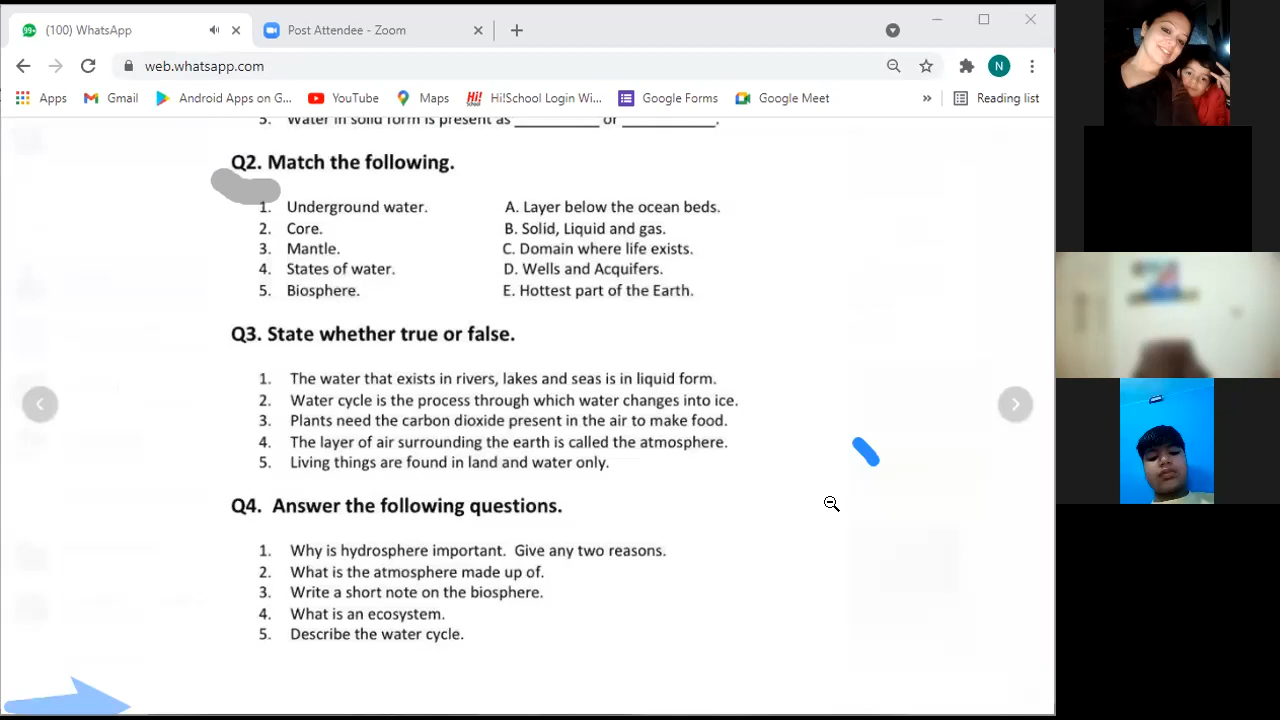 99+ (100) WhatsApp Post Attendee - Zoom
web.whatsapp.com N
Apps Gmail Android Apps on G... YouTube Maps Hi! Hi!School Login Wi... Google Forms Google Meet » Reading list
5. Water in solid form is present as __________ or ___________.
Q2. Match the following.
1. Underground water. A. Layer below the ocean beds.
2. Core. B. Solid, Liquid and gas.
3. Mantle. C. Domain where life exists.
4. States of water. D. Wells and Acquifers.
5. Biosphere. E. Hottest part of the Earth.
Q3. State whether true or false.
1. The water that exists in rivers, lakes and seas is in liquid form.
2. Water cycle is the process through which water changes into ice.
3. Plants need the carbon dioxide present in the air to make food.
4. The layer of air surrounding the earth is called the atmosphere.
5. Living things are found in land and water only.
Q4. Answer the following questions.
1. Why is hydrosphere important. Give any two reasons.
2. What is the atmosphere made up of.
3. Write a short note on the biosphere.
4. What is an ecosystem.
5. Describe the water cycle.